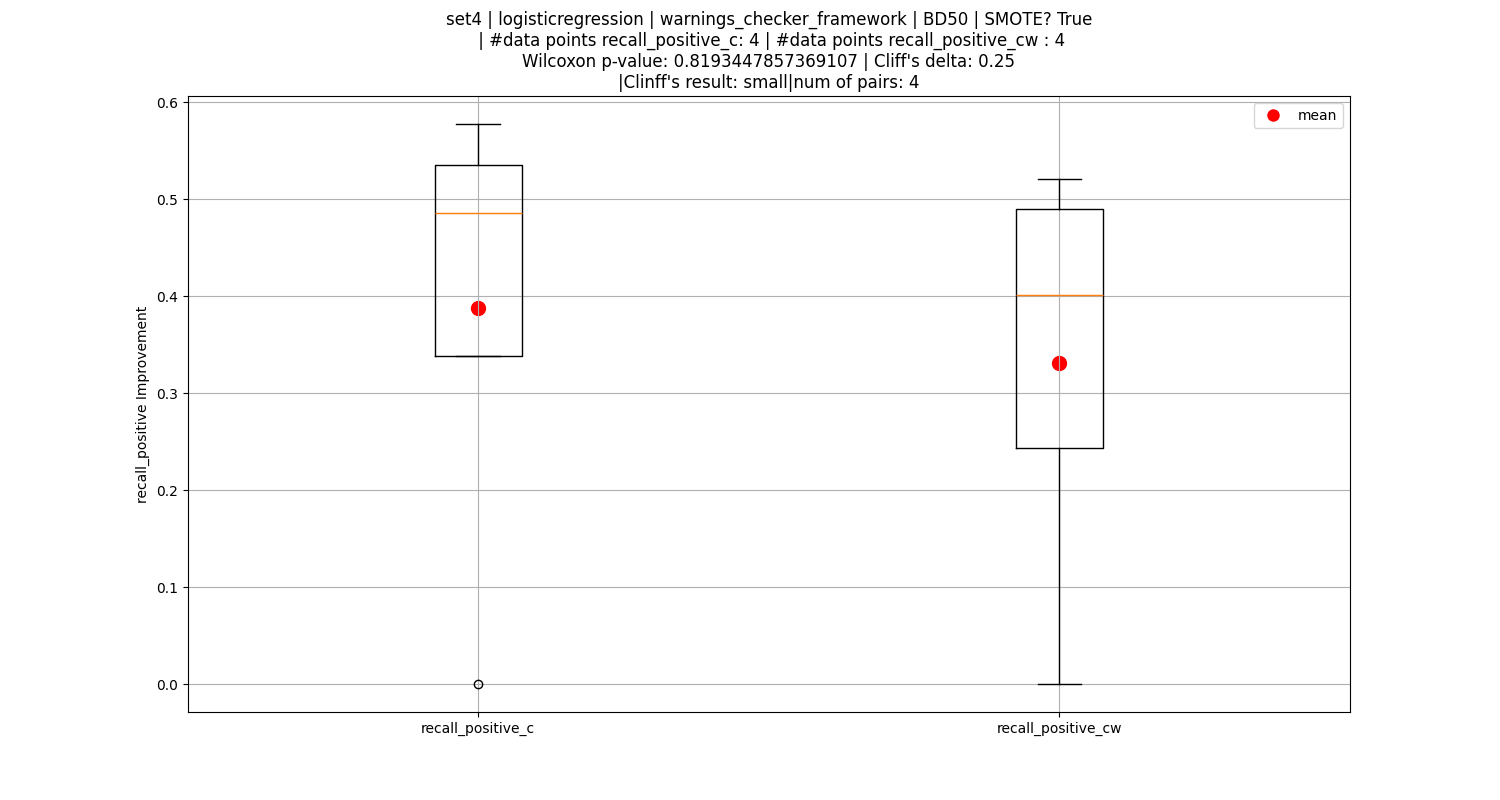 set4 | logisticregression | warnings_checker_framework | BD50 | SMOTE? True
| #data points recall_positive_c: 4 | #data points recall_positive_cw : 4
Wilcoxon p-value: 0.8193447857369107 | Cliff's delta: 0.25
|Clinff's result: small|num of pairs: 4
mean
0.6
0.5
0.4
0.3
0.2
0.1
0.0
recall_positive Improvement
recall_positive_c
recall_positive_cw